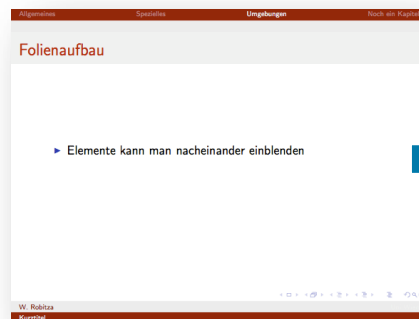 Allgemeines Spezielles Umgebungen Noch ein Kapitel
Folienaufbau
Elemente kann man nacheinander einblenden
W. Robitza
Kurztitel